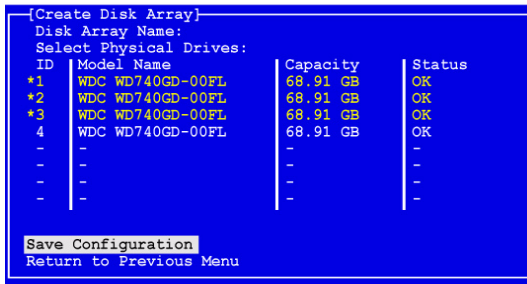 [Create Disk Array]
Disk Array Name:
Select Physical Drives:
ID Model Name Capacity Status
*1 WDC WD740GD-00FL 68.91 GB OK
*2 WDC WD740GD-00FL 68.91 GB OK
*3 WDC WD740GD-00FL 68.91 GB OK
4 WDC WD740GD-00FL 68.91 GB OK
- - - -
- - - -
- - - -
- - - -
Save Configuration
Return to Previous Menu